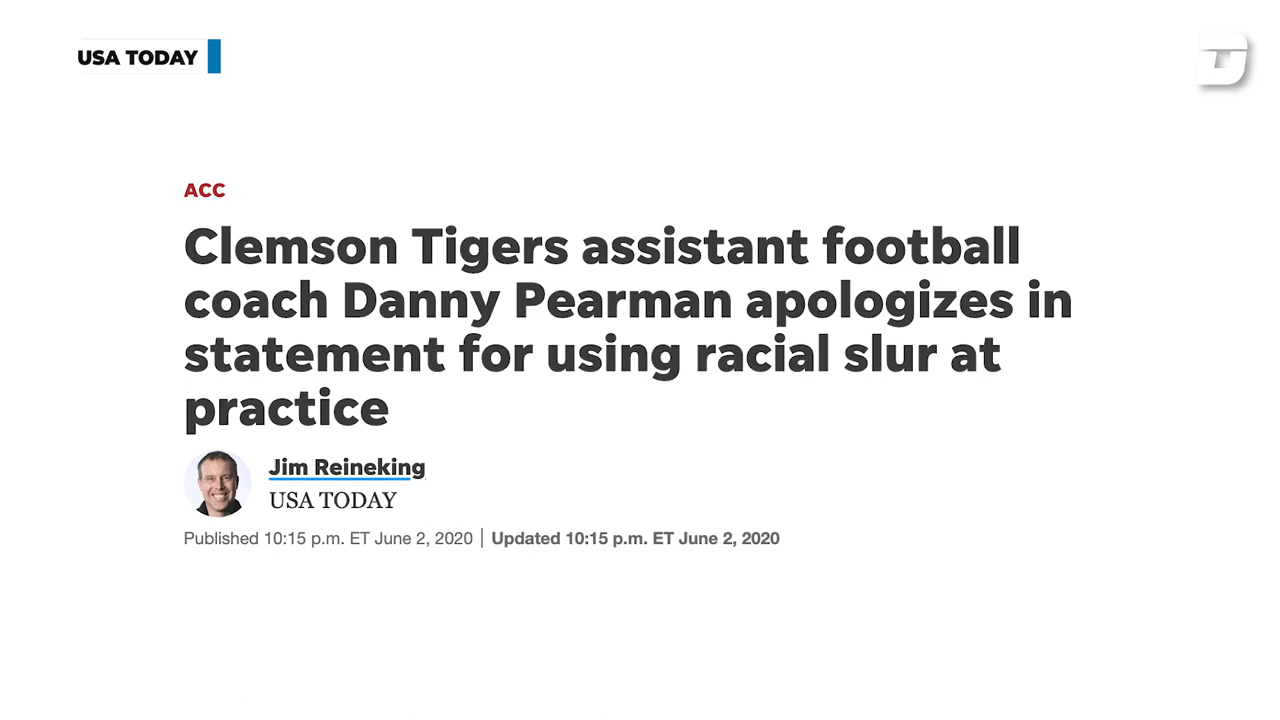 USA TODAY
D
ACC
Clemson Tigers assistant football
coach Danny Pearman apologizes in
statement for using racial slur at
practice
Jim Reineking
USA TODAY
Published 10:15 p.m. ET June 2, 2020 | Updated 10:15 p.m. ET June 2, 2020